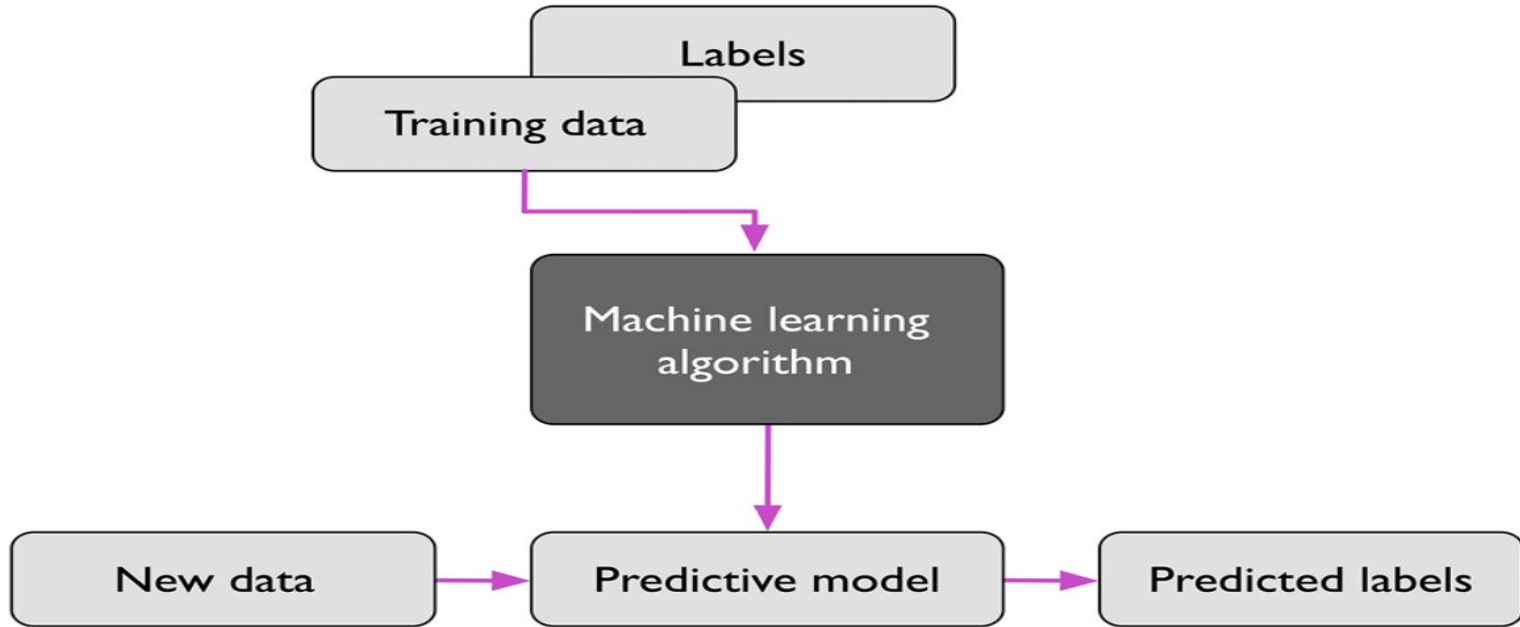 Labels
Training data
Machine learning
algorithm
New data
Predictive model
Predicted labels